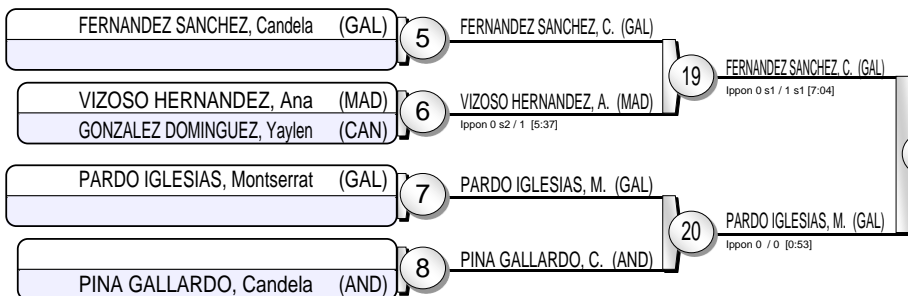 FERNANDEZ SANCHEZ, Candela (GAL)
5
FERNANDEZ SANCHEZ, C. (GAL)
19
FERNANDEZ SANCHEZ, C. (GAL)
Ippon 0 s1 / 1 s1 [7:04]
VIZOSO HERNANDEZ, Ana (MAD)
GONZALEZ DOMINGUEZ, Yaylen (CAN)
6
VIZOSO HERNANDEZ, A. (MAD)
Ippon 0 s2 / 1 [5:37]
PARDO IGLESIAS, Montserrat (GAL)
7
PARDO IGLESIAS, M. (GAL)
20
PARDO IGLESIAS, M. (GAL)
Ippon 0 / 0 [0:53]
PINA GALLARDO, Candela (AND)
8
PINA GALLARDO, C. (AND)